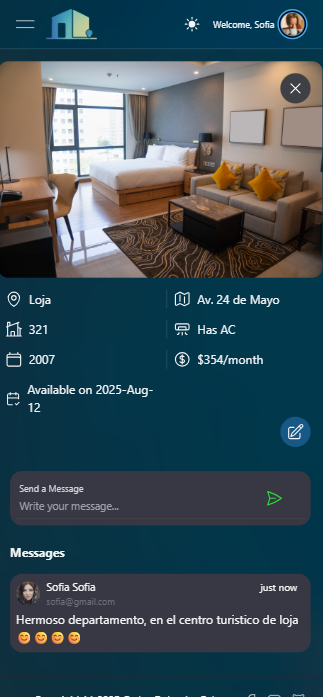 Welcome, Sofia
Loja
Av. 24 de Mayo
321
Has AC
2007
$354/month
Available on 2025-Aug-
12
Send a Message
Write your message...
Messages
Sofia Sofia
just now
sofia@gmail.com
Hermoso departamento, en el centro turistico de loja
😊😊😊😊